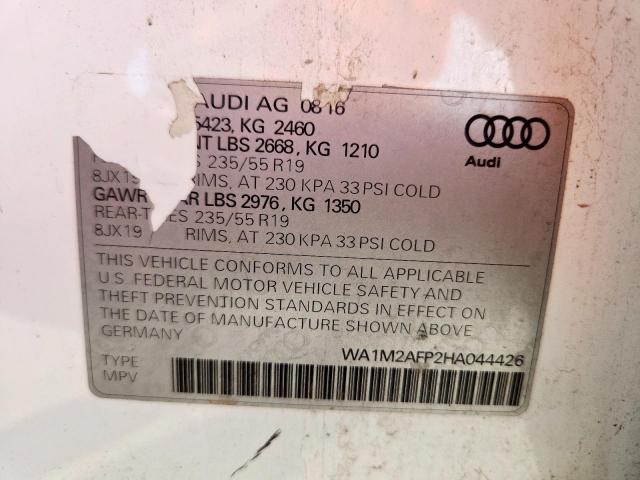 AUDI AG 08 16
5423, KG 2460
NT LBS 2668, KG 1210
235/55 R19
8JX19 RIMS, AT 230 KPA 33 PSI COLD
GAWR AR LBS 2976, KG 1350
REAR-T ES 235/55 R19
8JX19 RIMS, AT 230 KPA 33 PSI COLD
THIS VEHICLE CONFORMS TO ALL APPLICABLE
U.S. FEDERAL MOTOR VEHICLE SAFETY AND
THEFT PREVENTION STANDARDS IN EFFECT ON
THE DATE OF MANUFACTURE SHOWN ABOVE
GERMANY
Audi
WA1M2AFP2HA044426
TYPE
MPV